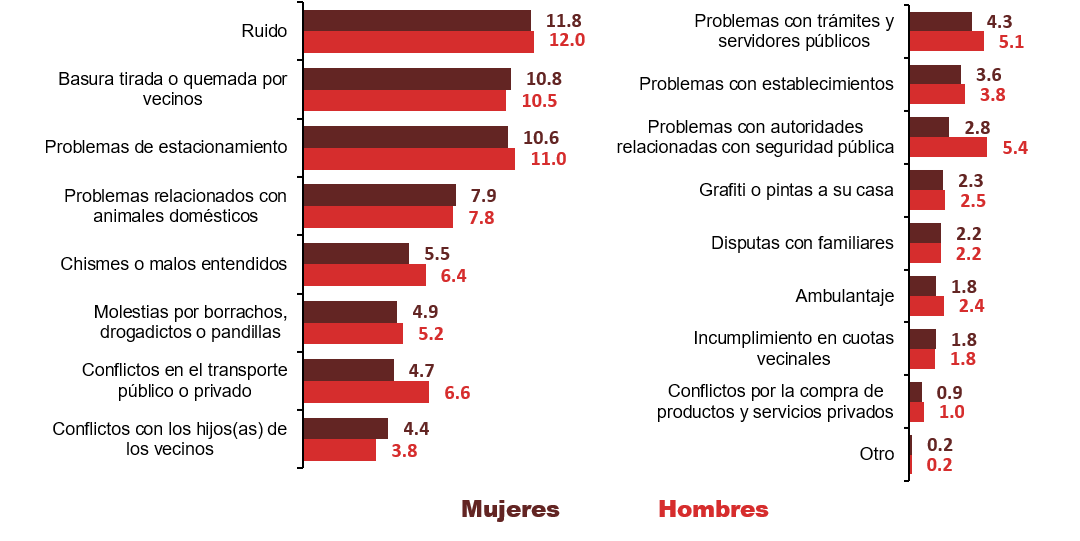 Ruido
11.8
12.0
Basura tirada o quemada por
vecinos
10.8
10.5
Problemas de estacionamiento
10.6
11.0
Problemas relacionados con
animales domésticos
7.9
7.8
Chismes o malos entendidos
5.5
6.4
Molestias por borrachos,
drogadictos o pandillas
4.9
5.2
Conflictos en el transporte
público o privado
4.7
6.6
Conflictos con los hijos(as) de
los vecinos
4.4
3.8
Problemas con trámites y
servidores públicos
4.3
5.1
Problemas con establecimientos
3.6
3.8
Problemas con autoridades
relacionadas con seguridad pública
2.8
5.4
Grafiti o pintas a su casa
2.3
2.5
Disputas con familiares
2.2
2.2
Ambulantaje
1.8
2.4
Incumplimiento en cuotas
vecinales
1.8
1.8
Conflictos por la compra de
productos y servicios privados
0.9
1.0
Otro
0.2
0.2
Mujeres
Hombres